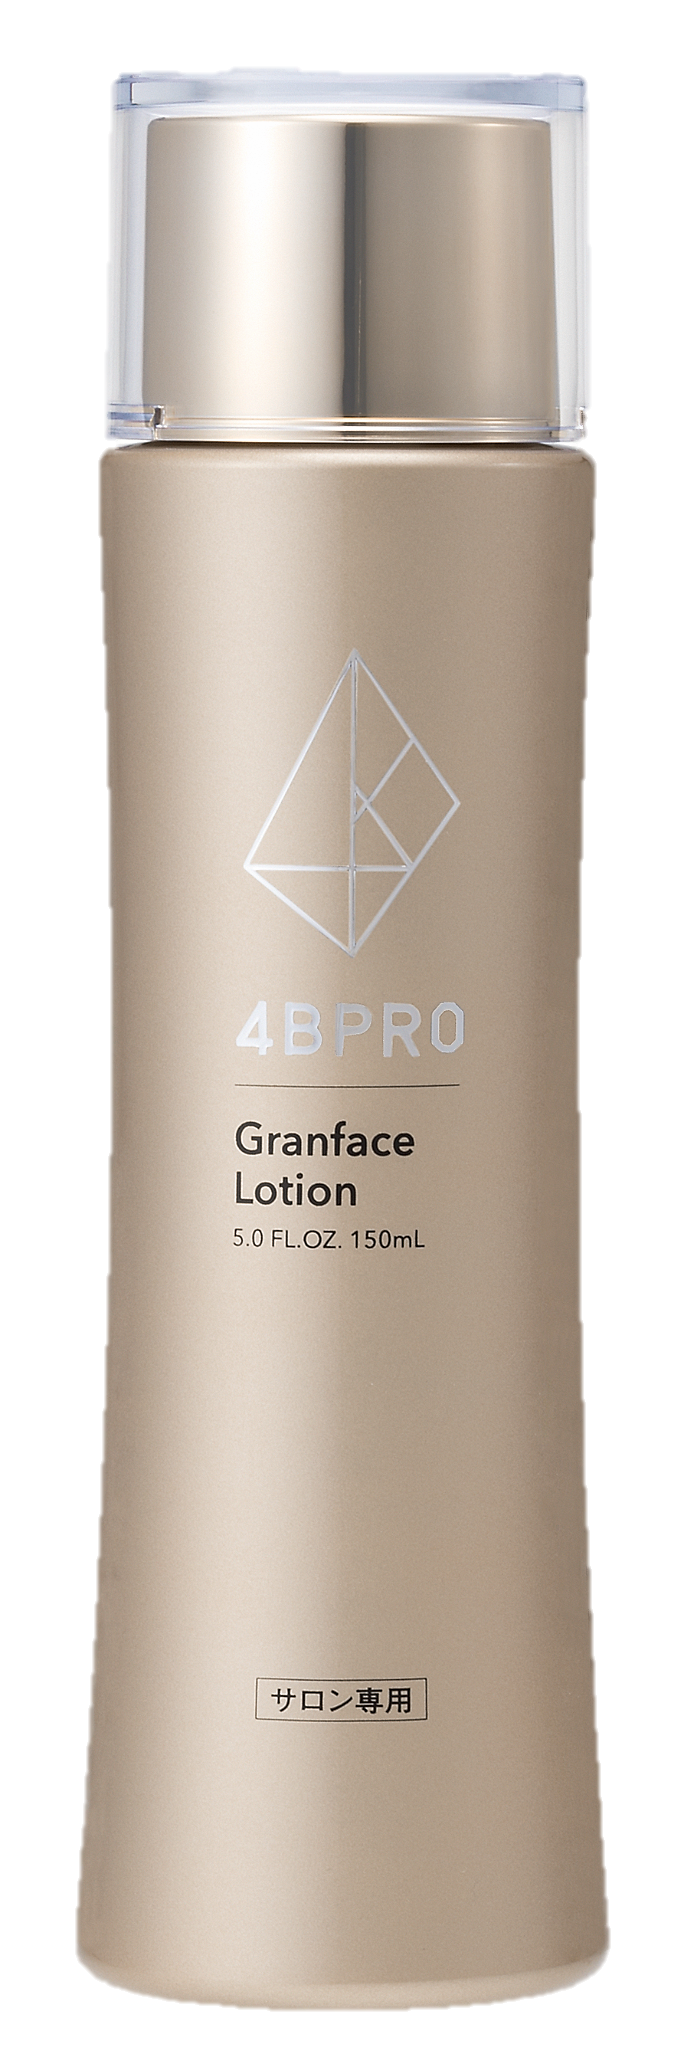 4BPRO
Granface
Lotion
5.0 FL.OZ. 150mL
サロン専用